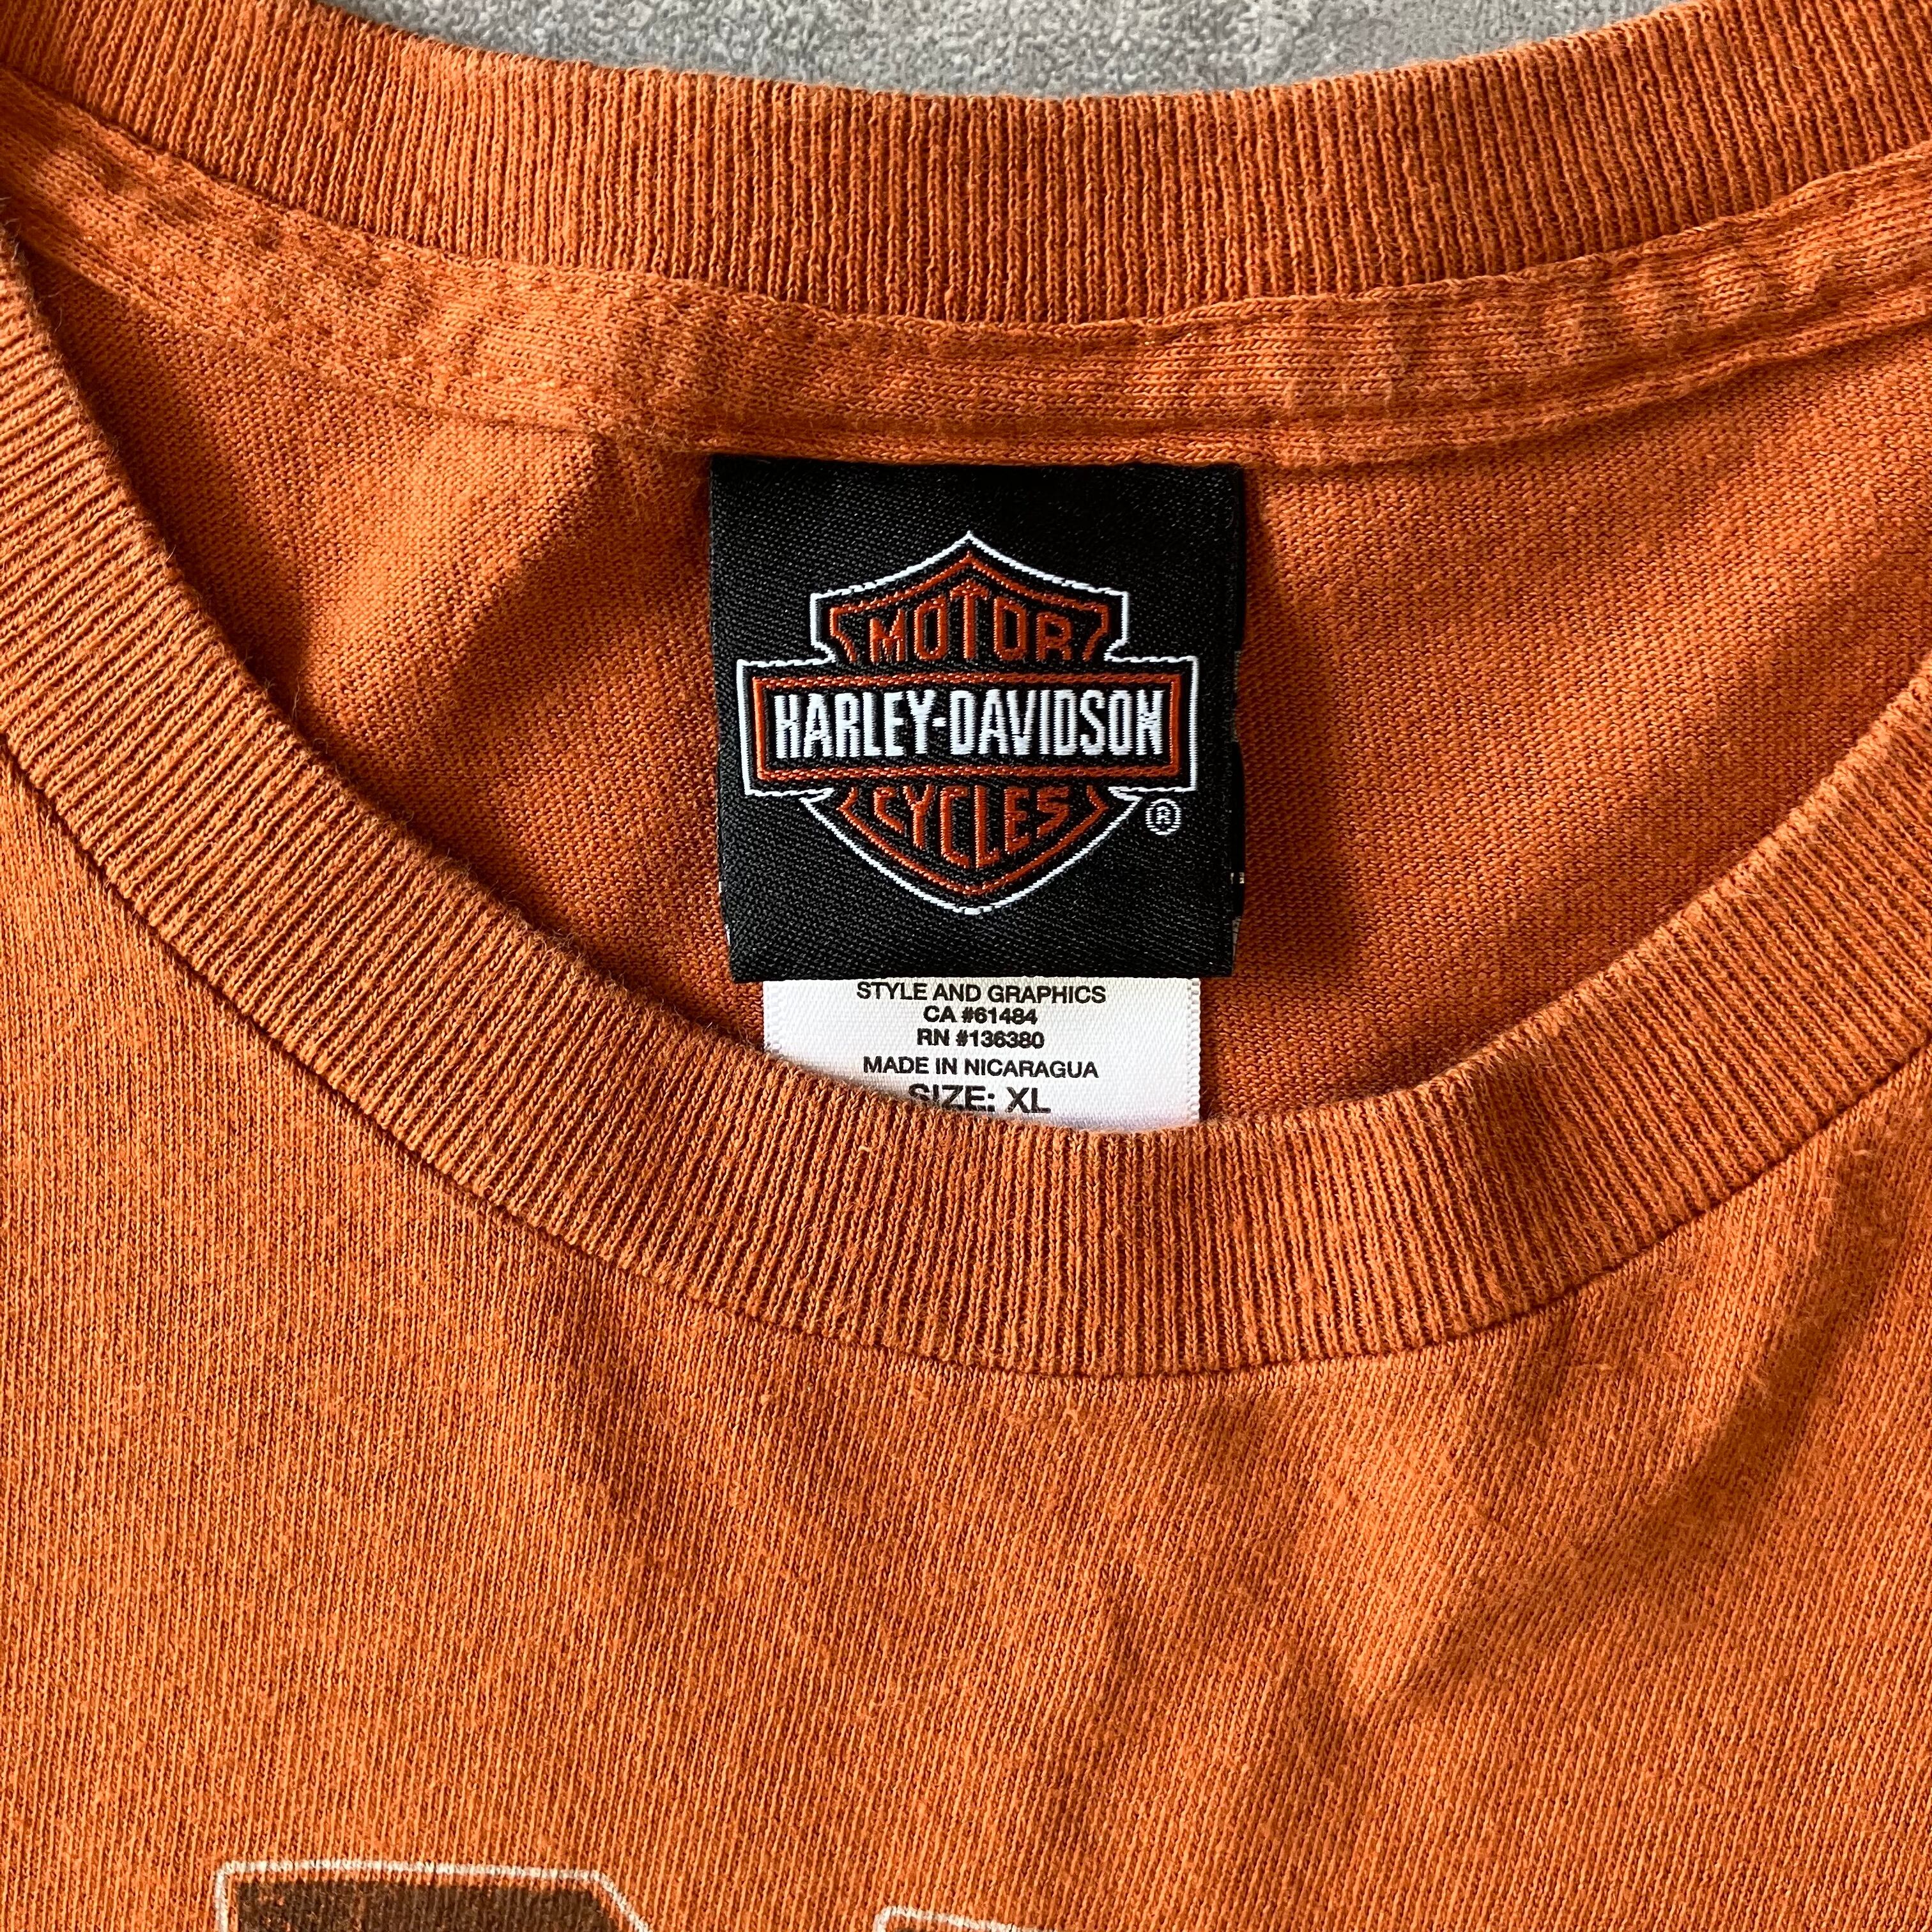 MOTOR
HARLEY-DAVIDSON
CYCLES
®
STYLE AND GRAPHICS
CA #61484
RN #136380
MADE IN NICARAGUA
SIZE: XL